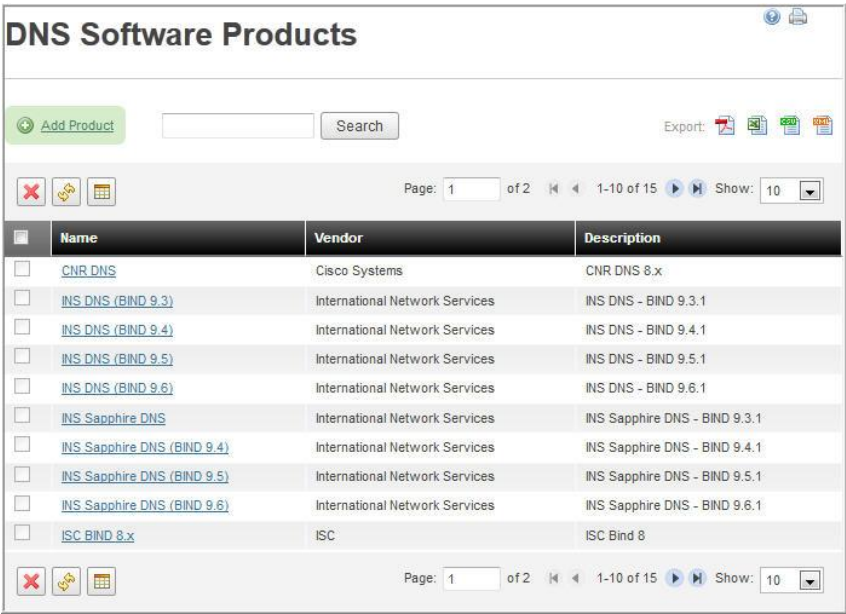 DNS Software Products
Add Product Search Export: CSV XML
Page: 1 of 2 1-10 of 15 Show: 10
Name Vendor Description
CNR DNS Cisco Systems CNR DNS 8.x
INS DNS (BIND 9.3) International Network Services INS DNS - BIND 9.3.1
INS DNS (BIND 9.4) International Network Services INS DNS - BIND 9.4.1
INS DNS (BIND 9.5) International Network Services INS DNS - BIND 9.5.1
INS DNS (BIND 9.6) International Network Services INS DNS - BIND 9.6.1
INS Sapphire DNS International Network Services INS Sapphire DNS - BIND 9.3.1
INS Sapphire DNS (BIND 9.4) International Network Services INS Sapphire DNS - BIND 9.4.1
INS Sapphire DNS (BIND 9.5) International Network Services INS Sapphire DNS - BIND 9.5.1
INS Sapphire DNS (BIND 9.6) International Network Services INS Sapphire DNS - BIND 9.6.1
ISC BIND 8.x ISC ISC Bind 8
Page: 1 of 2 1-10 of 15 Show: 10